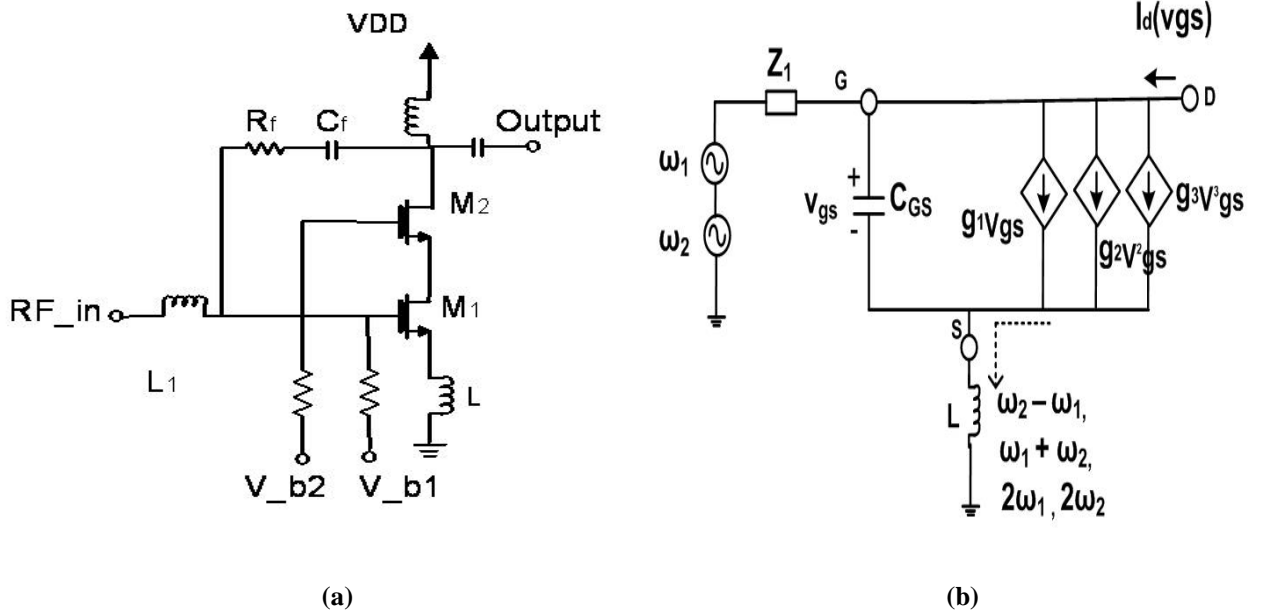 VDD
Rf
Cf
Output
M2
RF_in
M1
L1
L
V_b2
V_b1
(a)
Id(vgs)
Z1
G
D
ω1
+
vgs
CGS
-
g1Vgs
g2V²gs
g3V³gs
ω2
S
L
ω2 – ω1,
ω1 + ω2,
2ω1, 2ω2
(b)